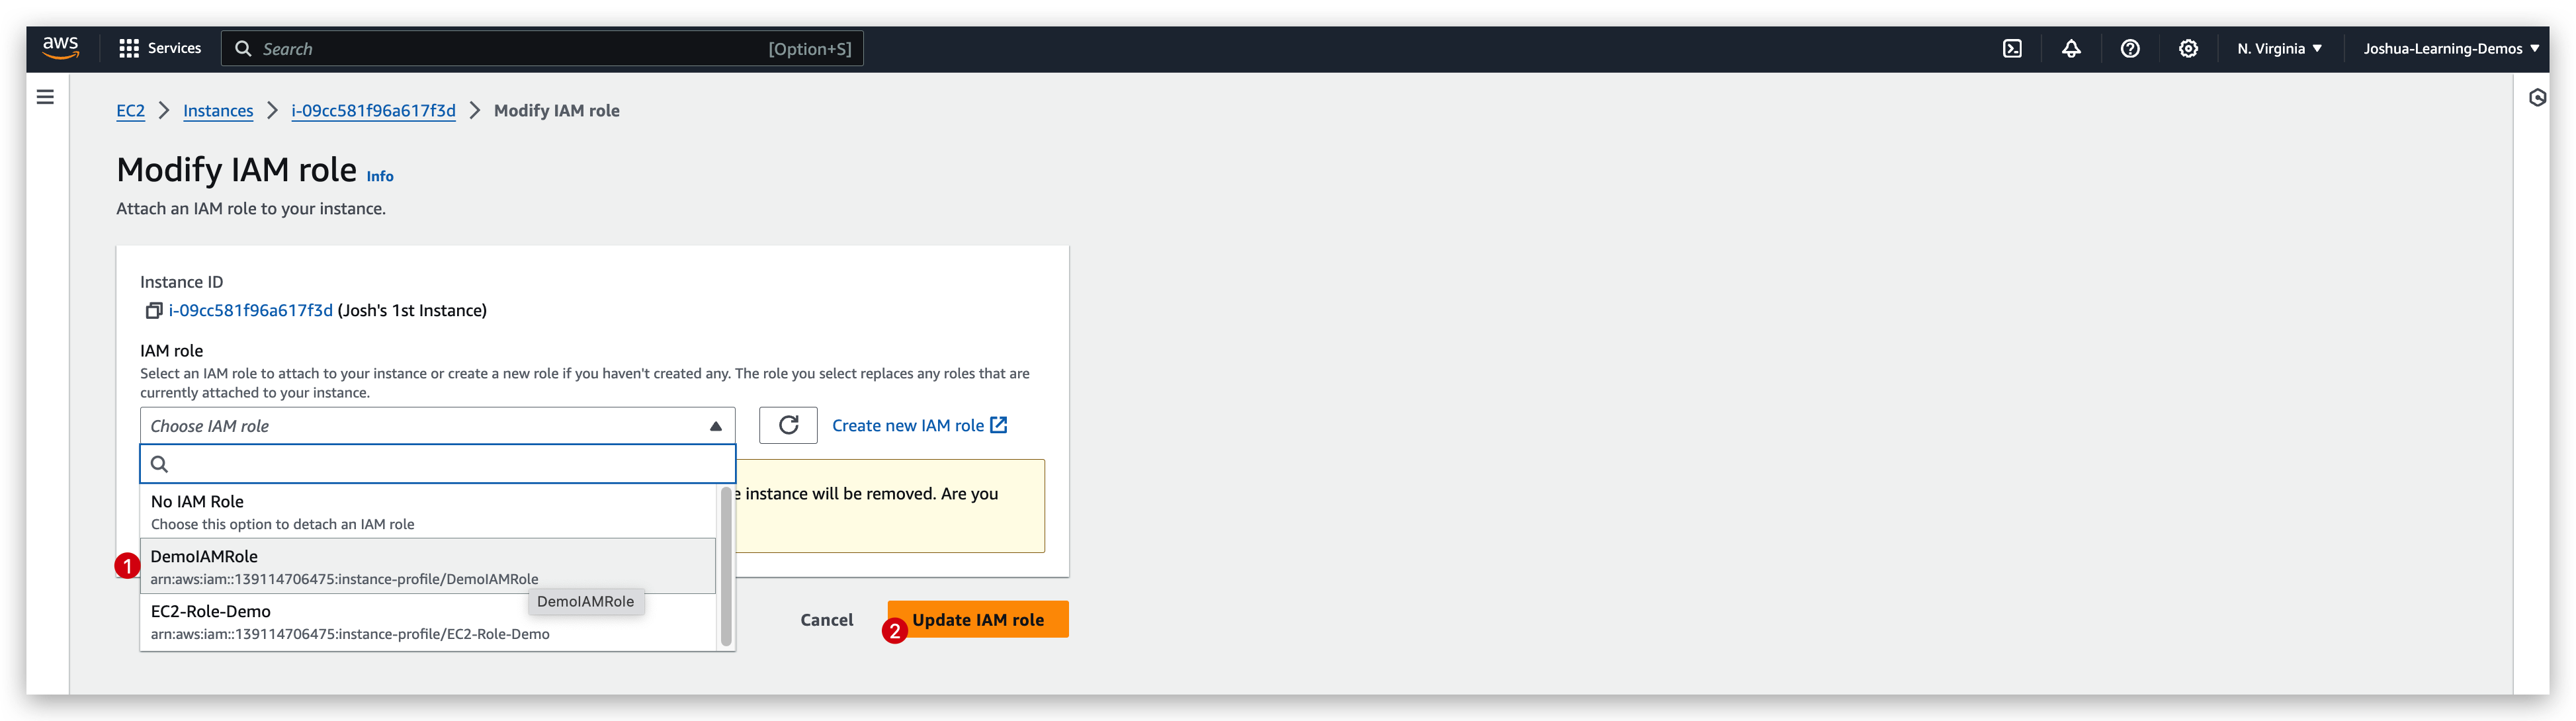 aws
Services
Search
[Option+S]
N. Virginia
Joshua-Learning-Demos
EC2 > Instances > i-09cc581f96a617f3d > Modify IAM role
Modify IAM role Info
Attach an IAM role to your instance.
Instance ID
i-09cc581f96a617f3d (Josh's 1st Instance)
IAM role
Select an IAM role to attach to your instance or create a new role if you haven't created any. The role you select replaces any roles that are
currently attached to your instance.
Choose IAM role
Create new IAM role
e instance will be removed. Are you
No IAM Role
Choose this option to detach an IAM role
1
DemoIAMRole
arn:aws:iam::139114706475:instance-profile/DemoIAMRole
DemoIAMRole
EC2-Role-Demo
arn:aws:iam::139114706475:instance-profile/EC2-Role-Demo
Cancel
2
Update IAM role